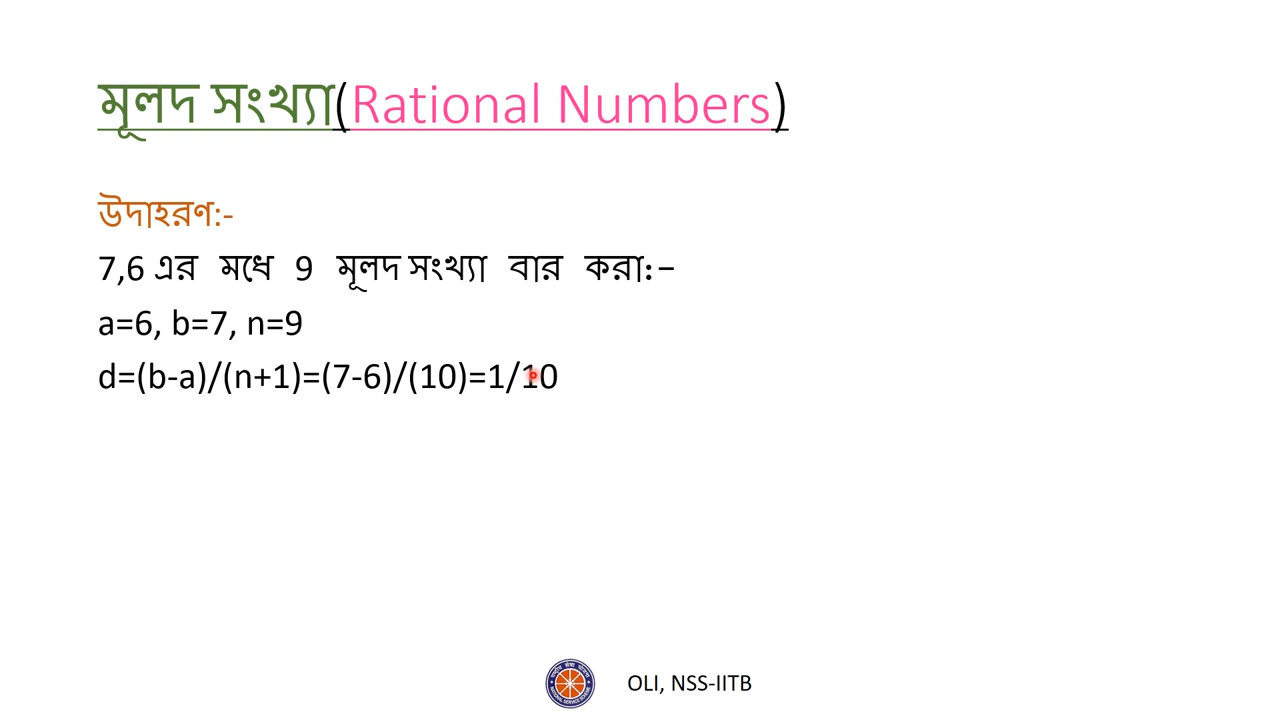 মূলদ সংখ্যা(Rational Numbers)
উদাহরণ:-
7,6 এর মধে 9 মূলদ সংখ্যা বার করা:–
a=6, b=7, n=9
d=(b-a)/(n+1)=(7-6)/(10)=1/10
OLI, NSS-IITB